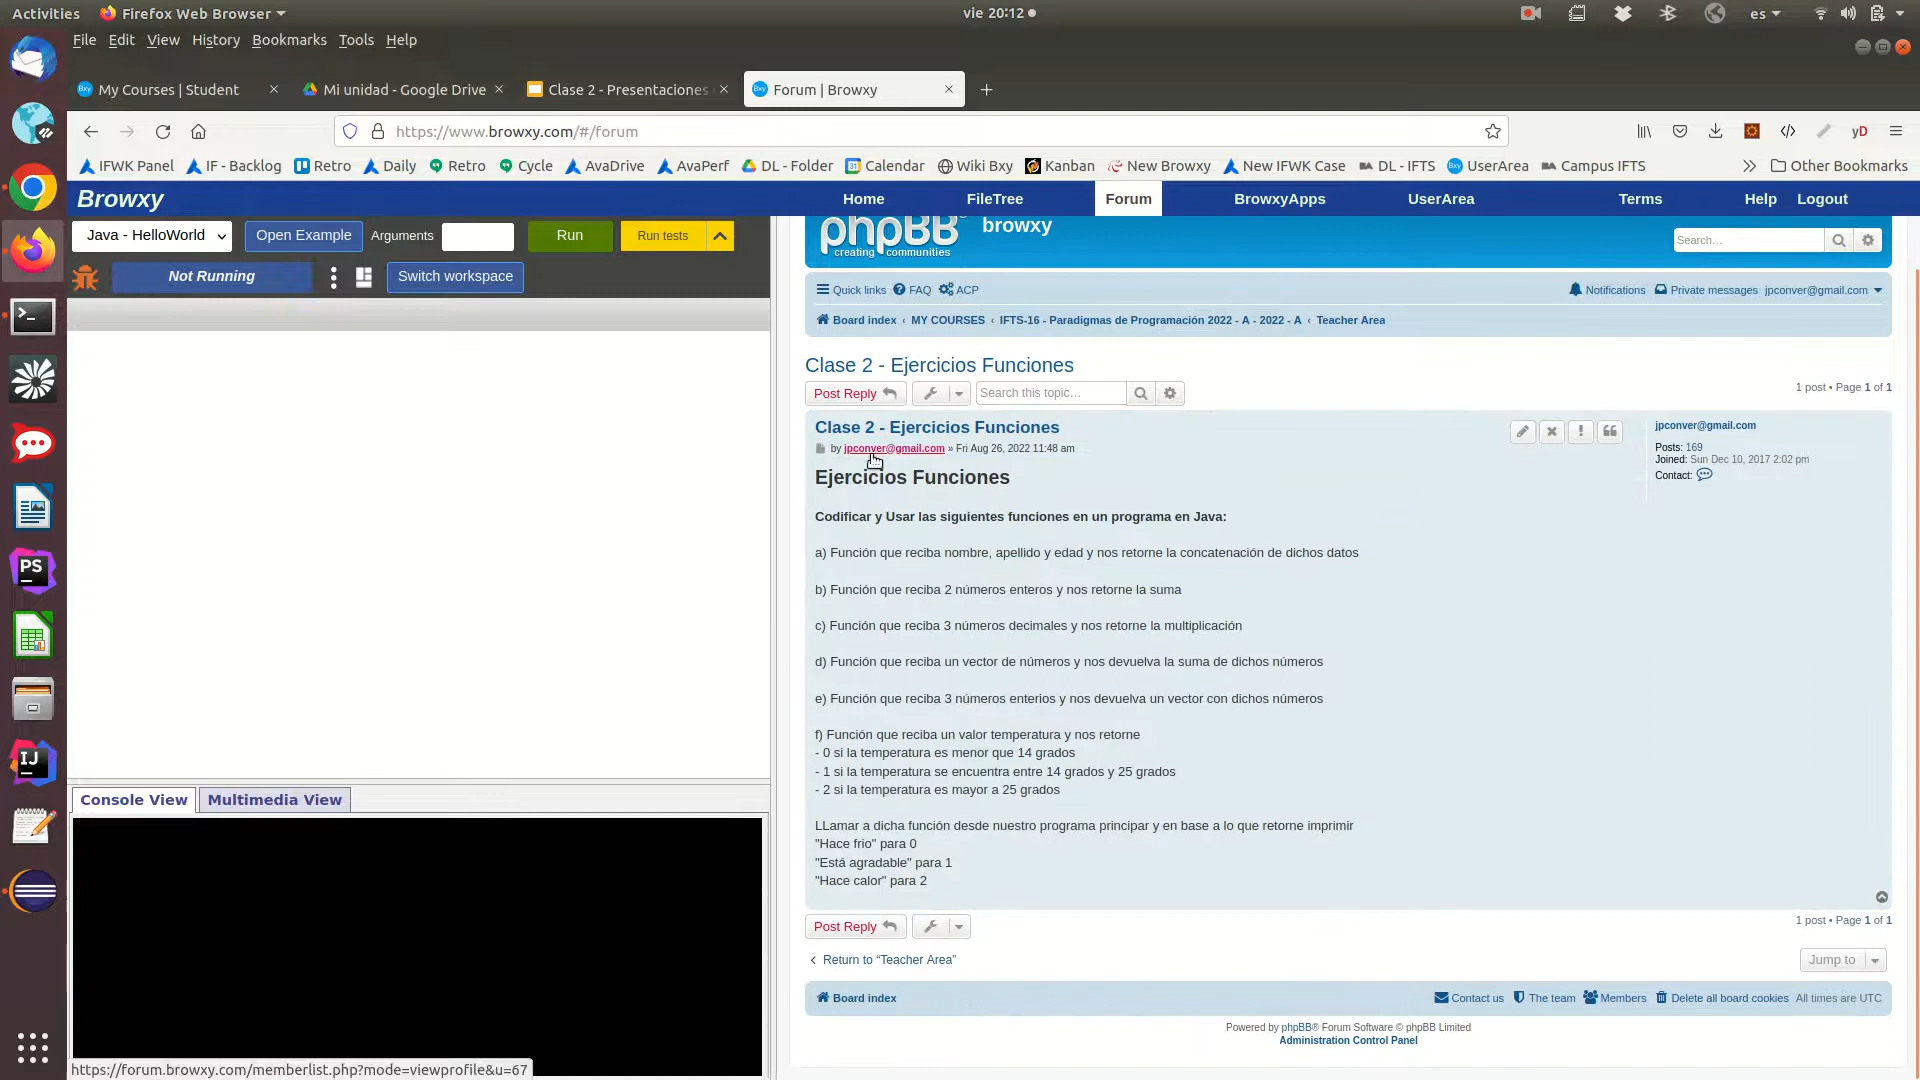 Activities Firefox Web Browser vie 20:12 es
File Edit View History Bookmarks Tools Help
My Courses | Student Mi unidad - Google Drive Clase 2 - Presentaciones Forum | Browxy
https://www.browxy.com/#/forum yD
IFWK Panel IF - Backlog Retro Daily Retro Cycle AvaDrive AvaPerf DL - Folder Calendar Wiki Bxy Kanban New Browxy New IFWK Case DL - IFTS UserArea Campus IFTS Other Bookmarks
Browxy Home FileTree Forum BrowxyApps UserArea Terms Help Logout
Java - HelloWorld Open Example Arguments Run Run tests
Not Running Switch workspace
phpBB creating communities
browxy
Search...
Quick links FAQ ACP Notifications Private messages jpconver@gmail.com
Board index ‹ MY COURSES ‹ IFTS-16 - Paradigmas de Programación 2022 - A - 2022 - A ‹ Teacher Area
Clase 2 - Ejercicios Funciones
Post Reply Search this topic... 1 post • Page 1 of 1
Clase 2 - Ejercicios Funciones
by jpconver@gmail.com » Fri Aug 26, 2022 11:48 am
jpconver@gmail.com
Posts: 169
Joined: Sun Dec 10, 2017 2:02 pm
Contact:
Ejercicios Funciones
Codificar y Usar las siguientes funciones en un programa en Java:
a) Función que reciba nombre, apellido y edad y nos retorne la concatenación de dichos datos
b) Función que reciba 2 números enteros y nos retorne la suma
c) Función que reciba 3 números decimales y nos retorne la multiplicación
d) Función que reciba un vector de números y nos devuelva la suma de dichos números
e) Función que reciba 3 números enterios y nos devuelva un vector con dichos números
f) Función que reciba un valor temperatura y nos retorne
- 0 si la temperatura es menor que 14 grados
- 1 si la temperatura se encuentra entre 14 grados y 25 grados
- 2 si la temperatura es mayor a 25 grados
LLamar a dicha función desde nuestro programa principar y en base a lo que retorne imprimir
"Hace frio" para 0
"Está agradable" para 1
"Hace calor" para 2
Post Reply 1 post • Page 1 of 1
Return to “Teacher Area” Jump to
Board index Contact us The team Members Delete all board cookies All times are UTC
Powered by phpBB® Forum Software © phpBB Limited
Administration Control Panel
Console View Multimedia View
PS
IJ
https://forum.browxy.com/memberlist.php?mode=viewprofile&u=67